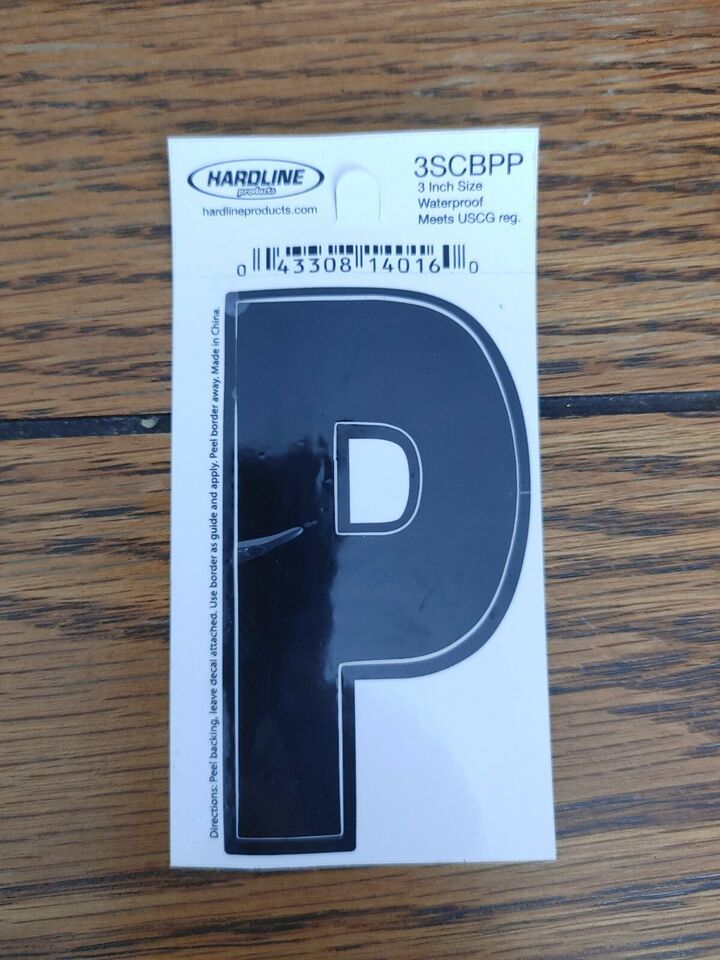 HARDLINE
products
hardlineproducts.com
3SCBPP
3 Inch Size
Waterproof
Meets USCG reg.
0 43308 14016 0
Directions: Peel backing, leave decal attached. Use border as guide and apply. Peel border away. Made in China.
P